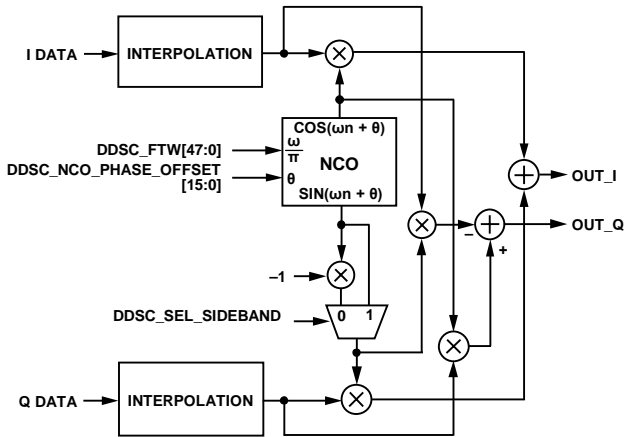 I DATA
INTERPOLATION
COS(ωn + θ)
DDSC_FTW[47:0]
ω
π
NCO
DDSC_NCO_PHASE_OFFSET
[15:0]
θ
SIN(ωn + θ)
OUT_I
OUT_Q
–
+
–1
0 1
DDSC_SEL_SIDEBAND
Q DATA
INTERPOLATION